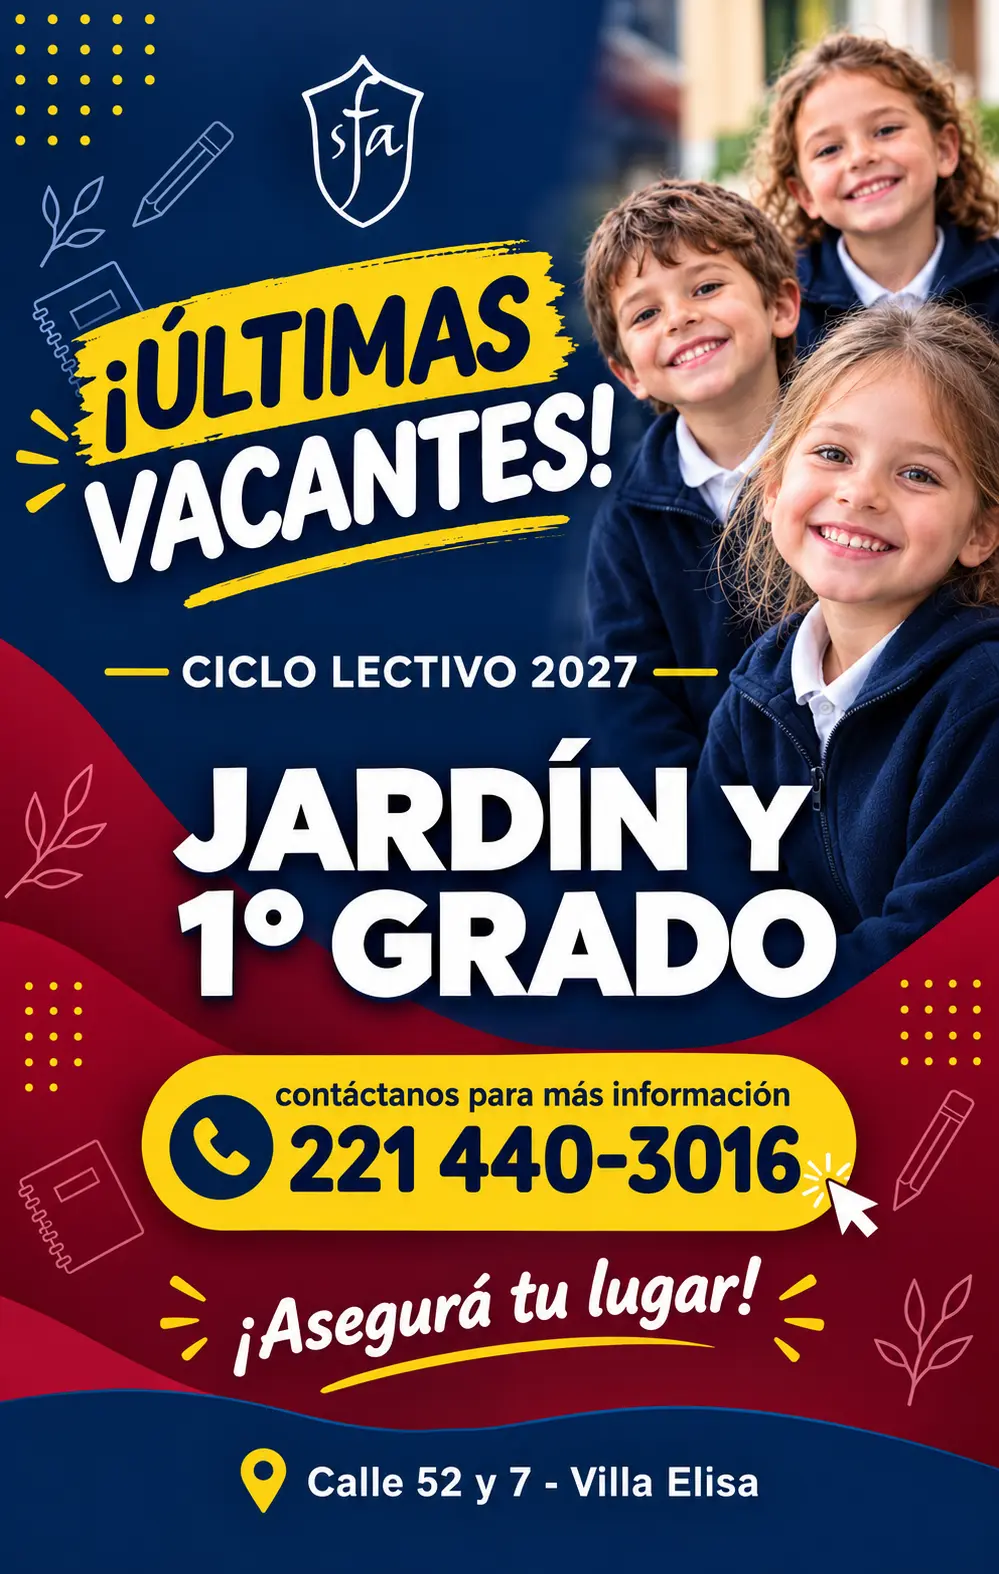 sfa
¡ÚLTIMAS
VACANTES!
CICLO LECTIVO 2027
JARDÍN Y
1° GRADO
contáctanos para más información
221 440-3016
¡Asegurá tu lugar!
Calle 52 y 7 - Villa Elisa